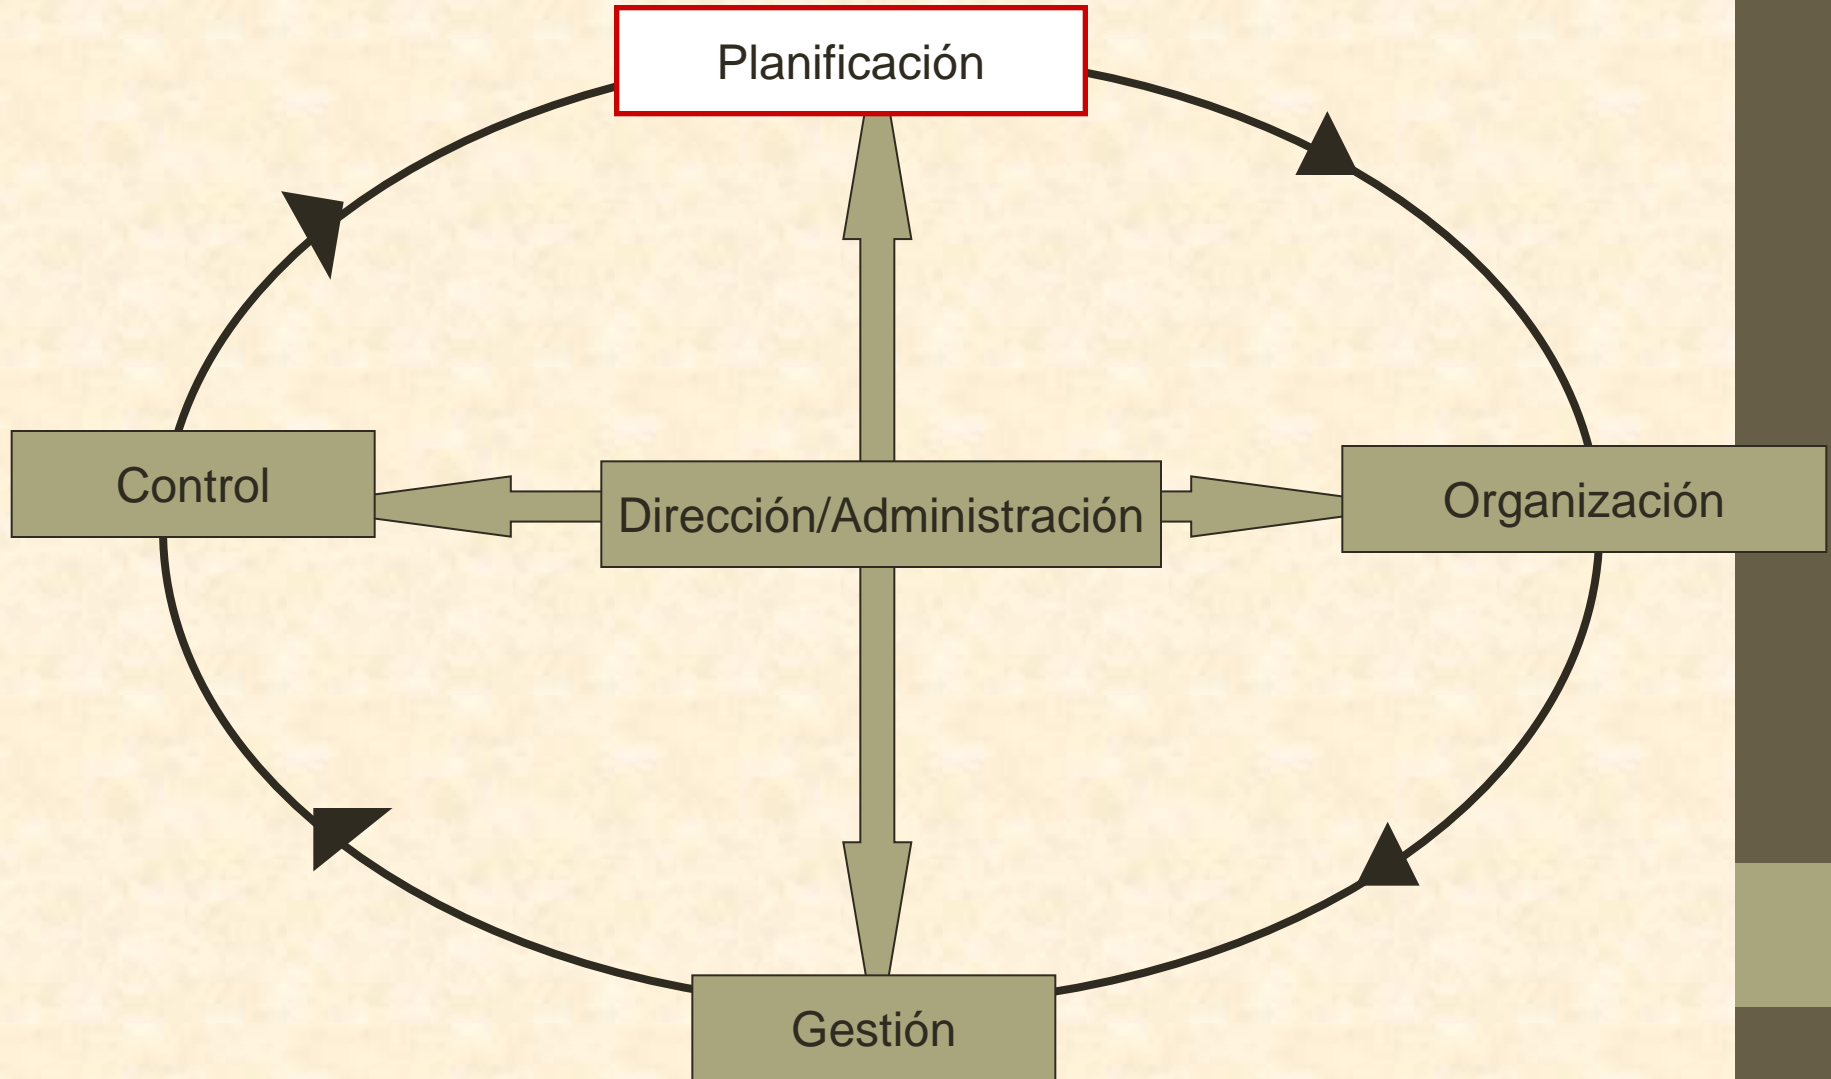 Planificación
Control
Dirección/Administración
Organización
Gestión